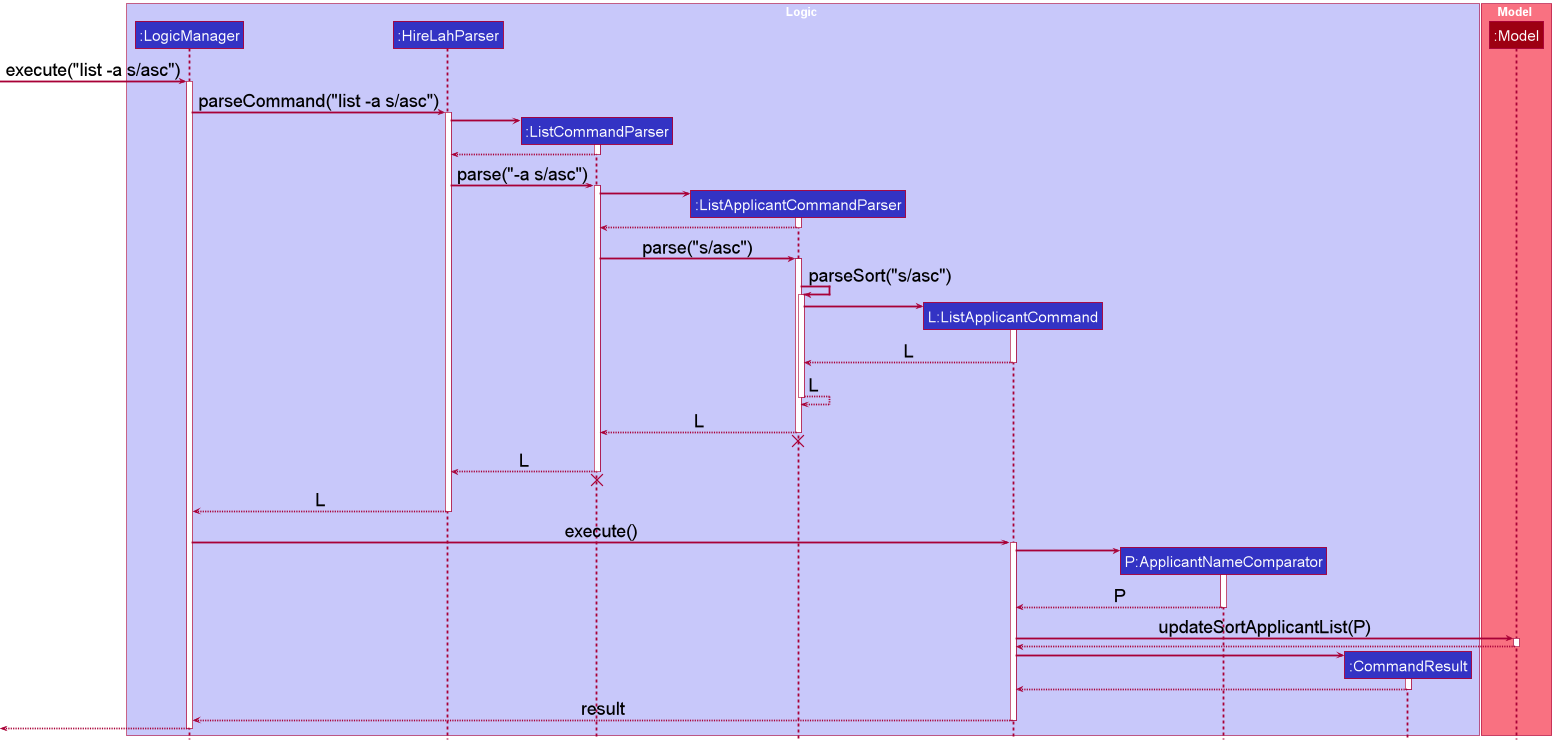 Logic
Model
:LogicManager
:HireLahParser
:Model
execute("list -a s/asc")
parseCommand("list -a s/asc")
:ListCommandParser
parse("-a s/asc")
:ListApplicantCommandParser
parse("s/asc")
parseSort("s/asc")
L:ListApplicantCommand
L
L
L
L
L
execute()
P:ApplicantNameComparator
P
updateSortApplicantList(P)
:CommandResult
result